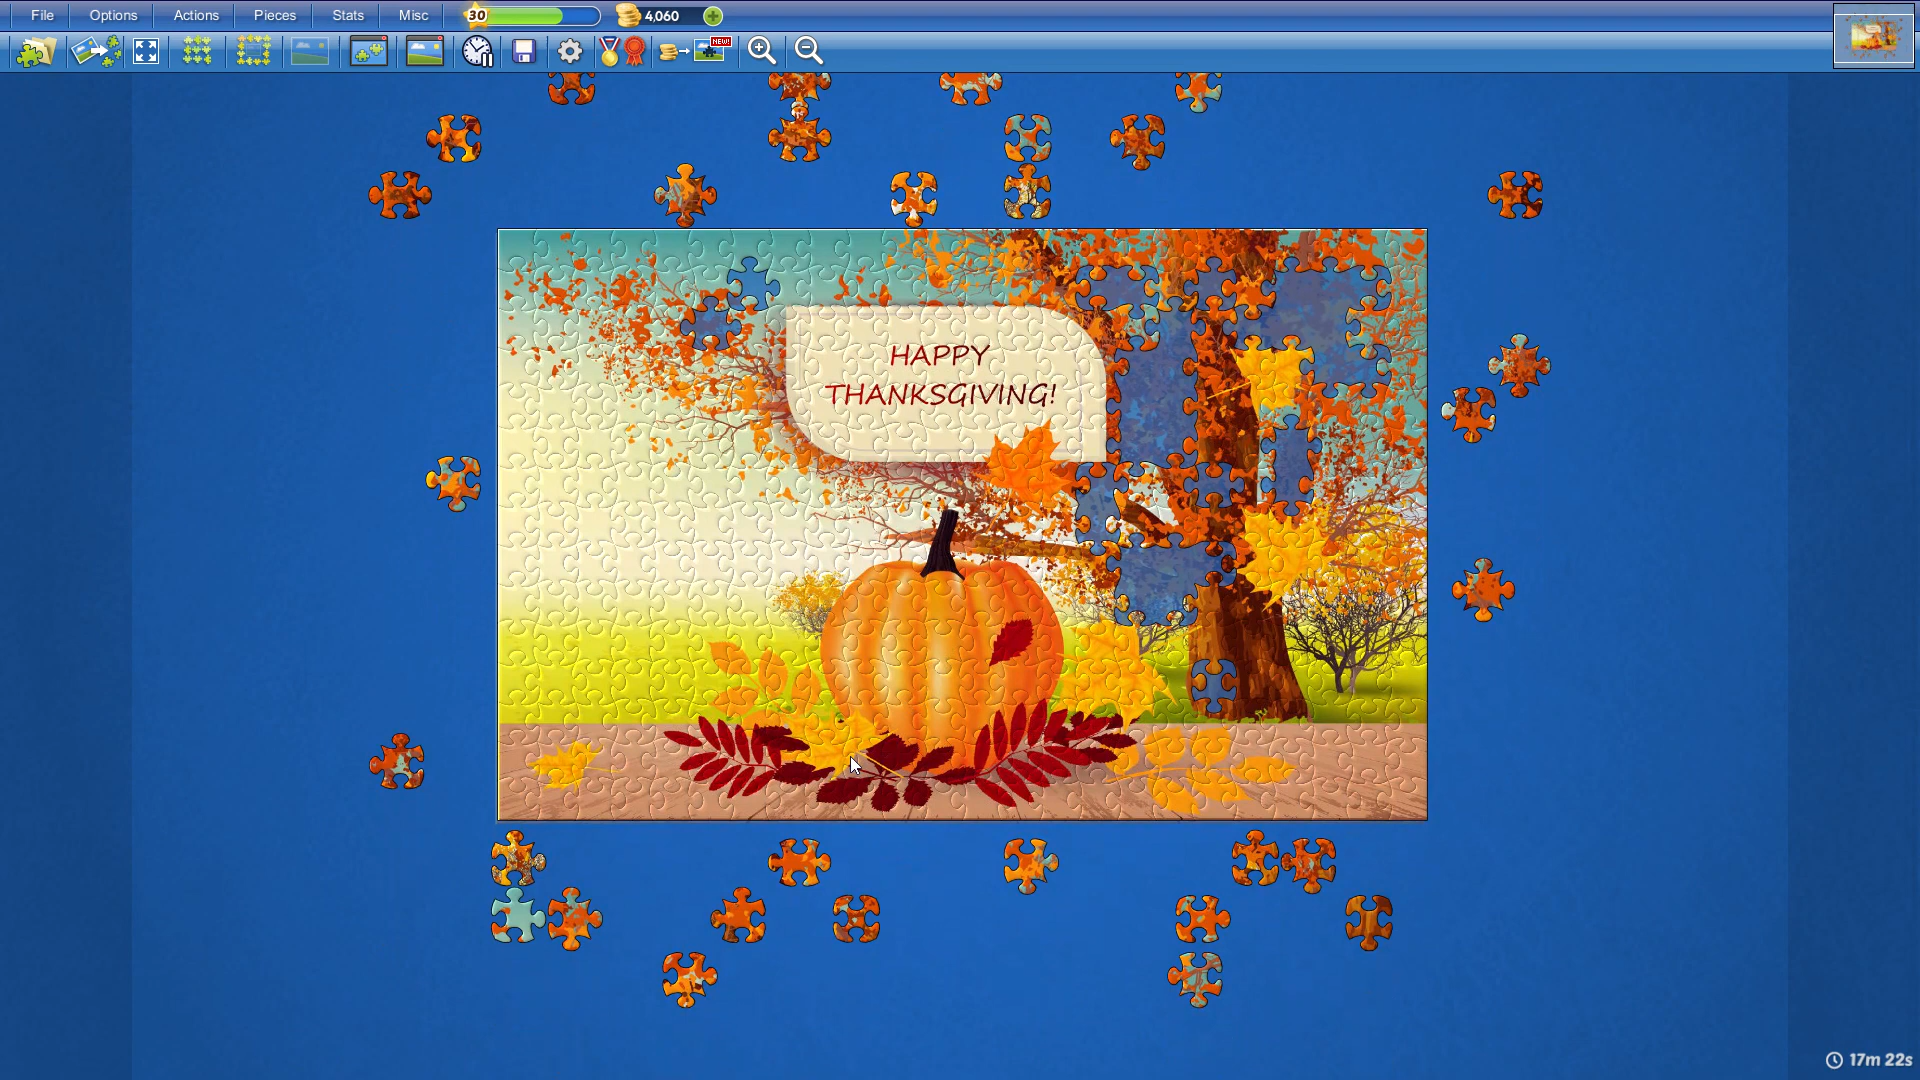 File Options Actions Pieces Stats Misc 30 4,060
NEW!
HAPPY
THANKSGIVING!
17m 22s